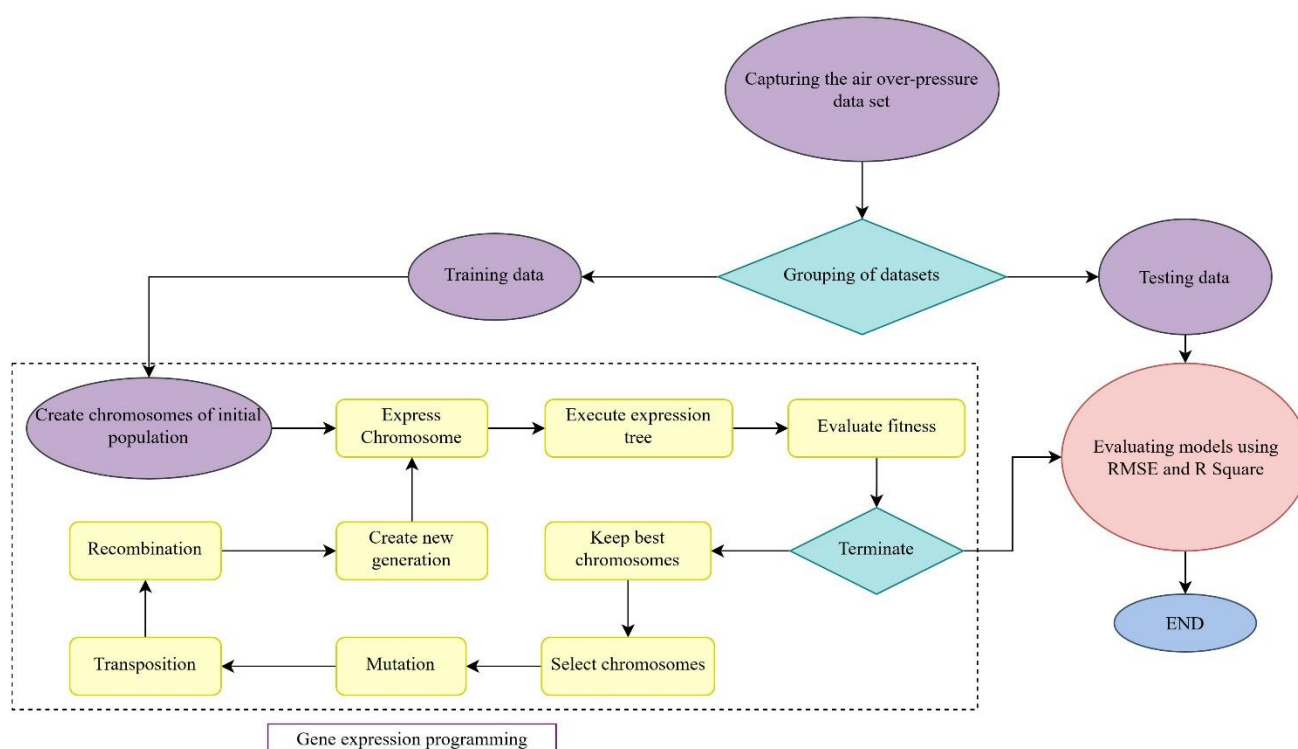 Capturing the air over-pressure
data set
Training data
Grouping of datasets
Testing data
Create chromosomes of initial
population
Express
Chromosome
Execute expression
tree
Evaluate fitness
Evaluating models using
RMSE and R Square
Recombination
Create new
generation
Keep best
chromosomes
Terminate
Transposition
Mutation
Select chromosomes
END
Gene expression programming